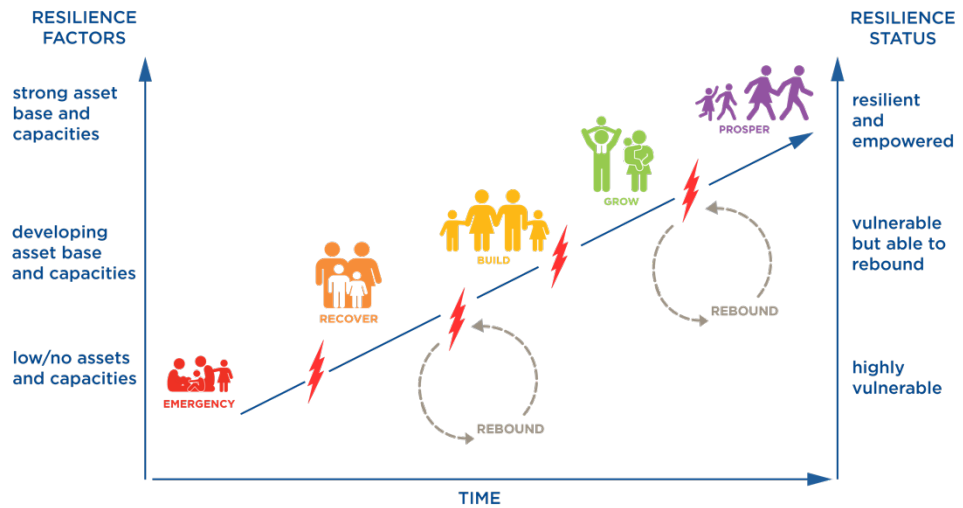 RESILIENCE
FACTORS
strong asset
base and
capacities
developing
asset base
and capacities
low/no assets
and capacities
EMERGENCY
RECOVER
BUILD
GROW
PROSPER
REBOUND
REBOUND
TIME
RESILIENCE
STATUS
resilient
and
empowered
vulnerable
but able to
rebound
highly
vulnerable